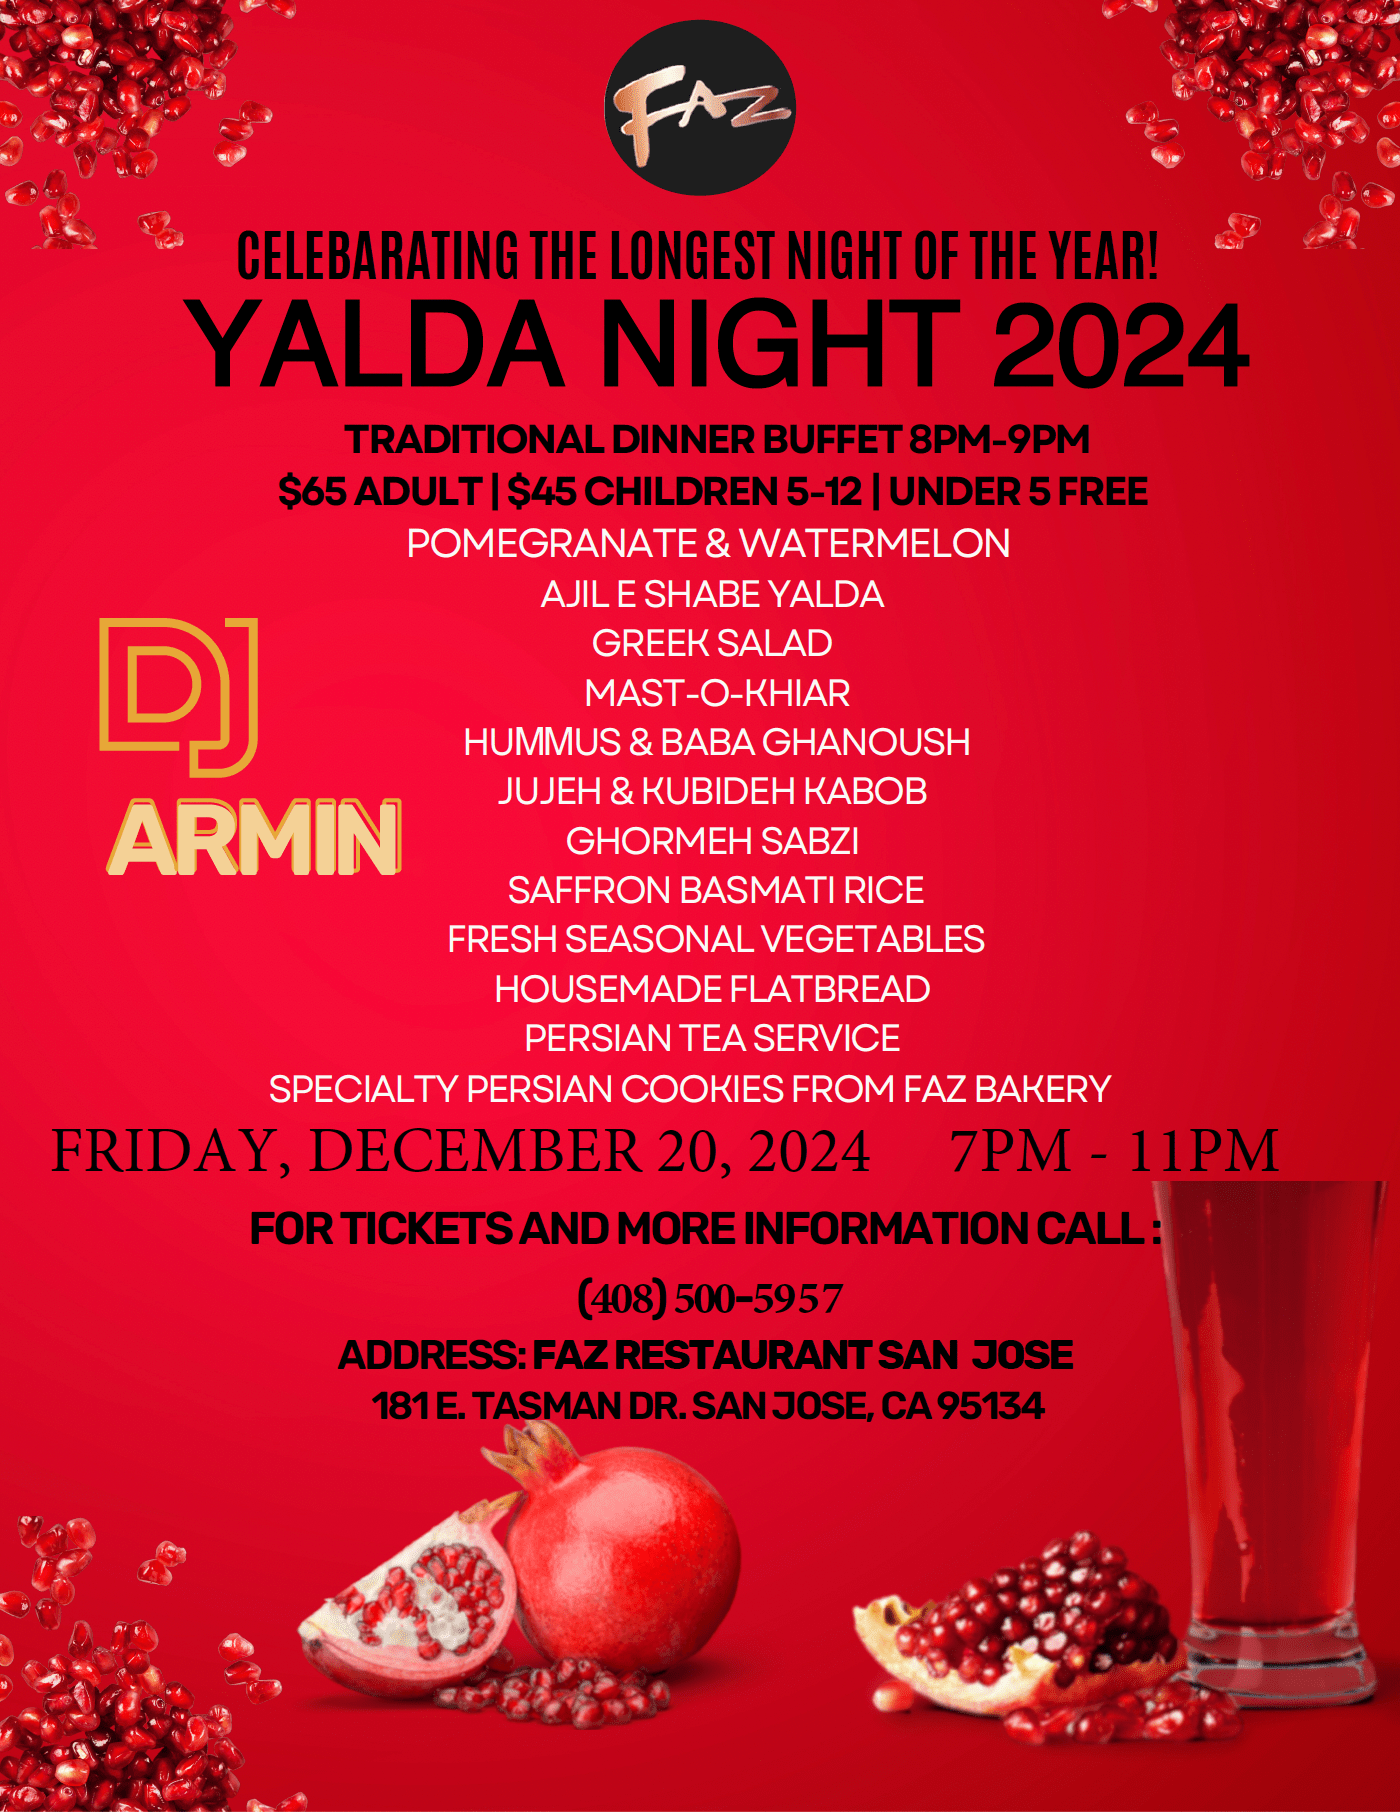 FAZ
CELEBARATING THE LONGEST NIGHT OF THE YEAR!
YALDA NIGHT 2024
TRADITIONAL DINNER BUFFET 8PM-9PM
$65 ADULT | $45 CHILDREN 5-12 | UNDER 5 FREE
POMEGRANATE & WATERMELON
AJIL E SHABE YALDA
GREEK SALAD
MAST-O-KHIAR
HUMMUS & BABA GHANOUSH
JUJEH & KUBIDEH KABOB
GHORMEH SABZI
SAFFRON BASMATI RICE
FRESH SEASONAL VEGETABLES
HOUSEMADE FLATBREAD
PERSIAN TEA SERVICE
SPECIALTY PERSIAN COOKIES FROM FAZ BAKERY
DJ
ARMIN
FRIDAY, DECEMBER 20, 2024 7PM - 11PM
FOR TICKETS AND MORE INFORMATION CALL :
(408) 500-5957
ADDRESS: FAZ RESTAURANT SAN JOSE
181 E. TASMAN DR. SAN JOSE, CA 95134